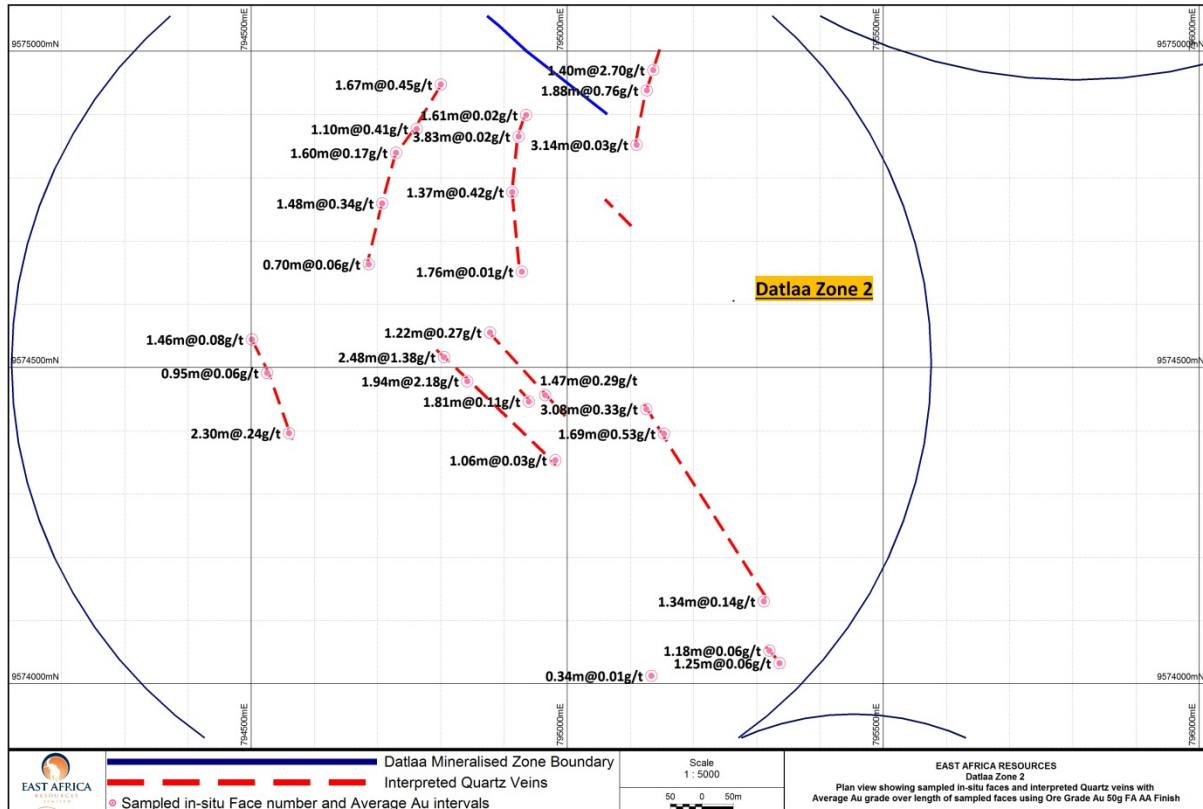 794500mE
795000mE
795500mE
796000mE
9575000mN
9575000mN
1.40m@2.70g/t
1.67m@0.45g/t
1.88m@0.76g/t
1.61m@0.02g/t
1.10m@0.41g/t
3.83m@0.02g/t
3.14m@0.03g/t
1.60m@0.17g/t
1.37m@0.42g/t
1.48m@0.34g/t
0.70m@0.06g/t
1.76m@0.01g/t
Datlaa Zone 2
1.46m@0.08g/t
1.22m@0.27g/t
2.48m@1.38g/t
9574500mN
9574500mN
0.95m@0.06g/t
1.94m@2.18g/t
1.47m@0.29g/t
1.81m@0.11g/t
3.08m@0.33g/t
2.30m@.24g/t
1.69m@0.53g/t
1.06m@0.03g/t
1.34m@0.14g/t
1.18m@0.06g/t
1.25m@0.06g/t
0.34m@0.01g/t
9574000mN
9574000mN
794500mE
795000mE
795500mE
796000mE
EAST AFRICA
RESOURCES
LIMITED
Datlaa Mineralised Zone Boundary
Interpreted Quartz Veins
Sampled in-situ Face number and Average Au intervals
Scale
1 : 5000
50 0 50m
EAST AFRICA RESOURCES
Datlaa Zone 2
Plan view showing sampled in-situ faces and interpreted Quartz veins with
Average Au grade over length of sampled faces using Ore Grade Au 50g FA AA Finish